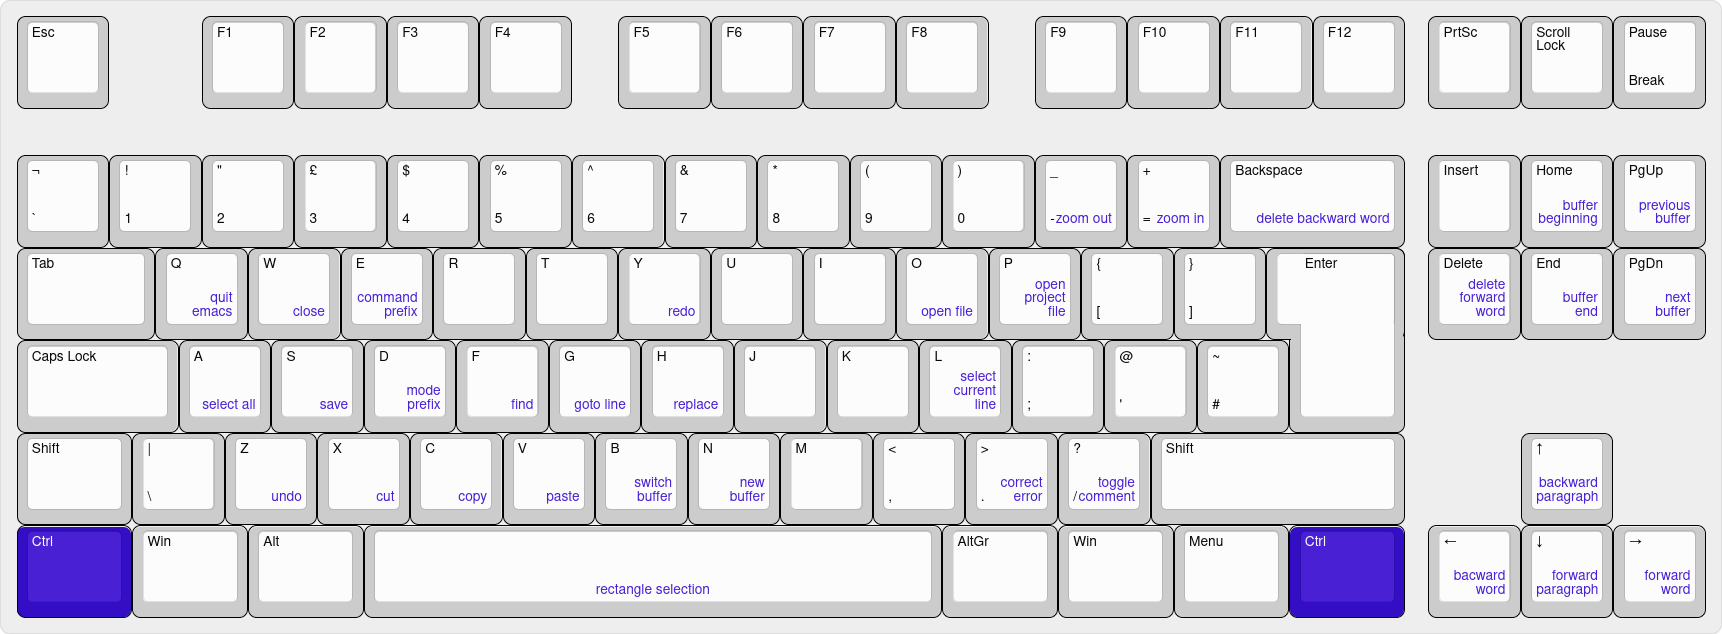 Esc F1 F2 F3 F4 F5 F6 F7 F8 F9 F10 F11 F12 PrtSc Scroll Pause
Lock
Break
¬ ! " £ $ % ^ & * ( ) _ + Backspace Insert Home PgUp
buffer previous
` 1 2 3 4 5 6 7 8 9 0 - zoom out = zoom in delete backward word beginning buffer
Tab Q W E R T Y U I O P { } Enter Delete End PgDn
open delete
quit command project forward buffer next
emacs close prefix redo open file file [ ] word end buffer
Caps Lock A S D F G H J K L : @ ~
select
mode current
select all save prefix find goto line replace line ; ' #
Shift | Z X C V B N M < > ? Shift ↑
switch new correct toggle backward
\ undo cut copy paste buffer buffer , . error / comment paragraph
Ctrl Win Alt AltGr Win Menu Ctrl ← ↓ →
bacward forward forward
rectangle selection word paragraph word